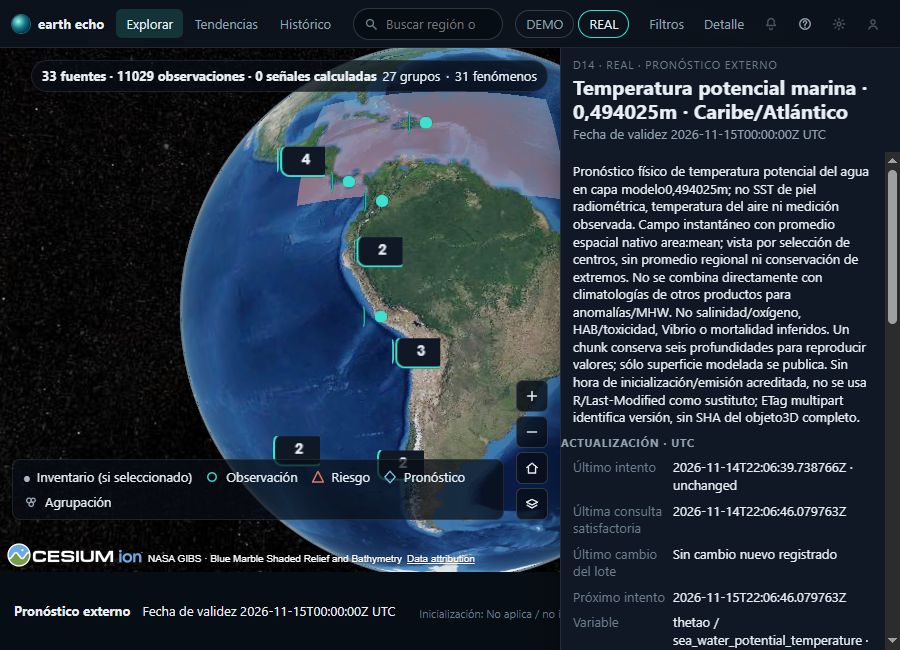 earth echo
Explorar
Tendencias
Histórico
Buscar región o
DEMO
REAL
Filtros
Detalle
33 fuentes · 11029 observaciones · 0 señales calculadas 27 grupos · 31 fenómenos
4
2
3
2
2
+
−
Inventario (si seleccionado)
Observación
Riesgo
Pronóstico
Agrupación
CESIUM ion
NASA GIBS · Blue Marble Shaded Relief and Bathymetry Data attribution
Pronóstico externo Fecha de validez 2026-11-15T00:00:00Z UTC
Inicialización: No aplica / no i
D14 · REAL · PRONÓSTICO EXTERNO
Temperatura potencial marina ·
0,494025m · Caribe/Atlántico
Fecha de validez 2026-11-15T00:00:00Z UTC
Pronóstico físico de temperatura potencial del agua
en capa modelo0,494025m; no SST de piel
radiométrica, temperatura del aire ni medición
observada. Campo instantáneo con promedio
espacial nativo area:mean; vista por selección de
centros, sin promedio regional ni conservación de
extremos. No se combina directamente con
climatologías de otros productos para
anomalías/MHW. No salinidad/oxígeno,
HAB/toxicidad, Vibrio o mortalidad inferidos. Un
chunk conserva seis profundidades para reproducir
valores; sólo superficie modelada se publica. Sin
hora de inicialización/emisión acreditada, no se usa
R/Last-Modified como sustituto; ETag multipart
identifica versión, sin SHA del objeto3D completo.
ACTUALIZACIÓN · UTC
Último intento
2026-11-14T22:06:39.738766Z ·
unchanged
Última consulta
satisfactoria
2026-11-14T22:06:46.079763Z
Último cambio
del lote
Sin cambio nuevo registrado
Próximo intento
2026-11-15T22:06:46.079763Z
Variable
thetao /
sea_water_potential_temperature ·